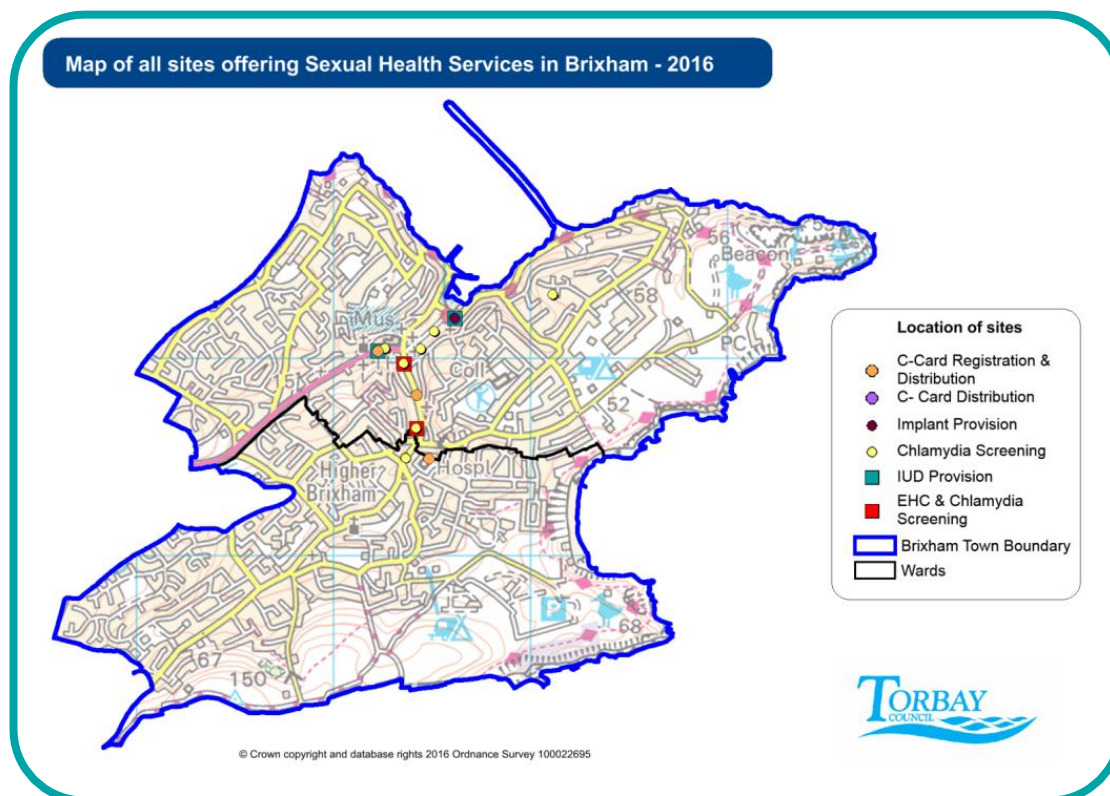 Map of all sites offering Sexual Health Services in Brixham - 2016
56
Beacon
58
Mus
PC
Coll
15
52
Higher
Brixham
Hospl
P
68
67
150
Location of sites
C-Card Registration &
Distribution
C- Card Distribution
Implant Provision
Chlamydia Screening
IUD Provision
EHC & Chlamydia
Screening
Brixham Town Boundary
Wards
TORBAY
COUNCIL
© Crown copyright and database rights 2016 Ordnance Survey 100022695